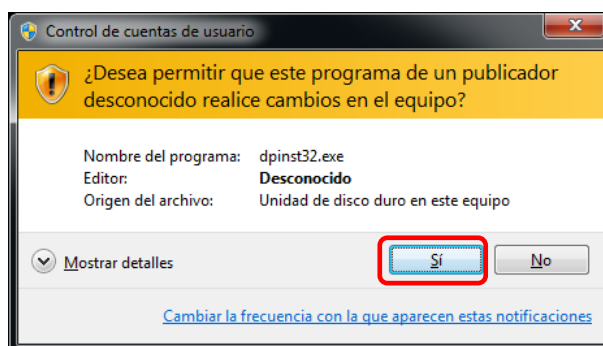 Control de cuentas de usuario
¿Desea permitir que este programa de un publicador
desconocido realice cambios en el equipo?
Nombre del programa: dpinst32.exe
Editor: Desconocido
Origen del archivo: Unidad de disco duro en este equipo
Mostrar detalles
Sí
No
Cambiar la frecuencia con la que aparecen estas notificaciones